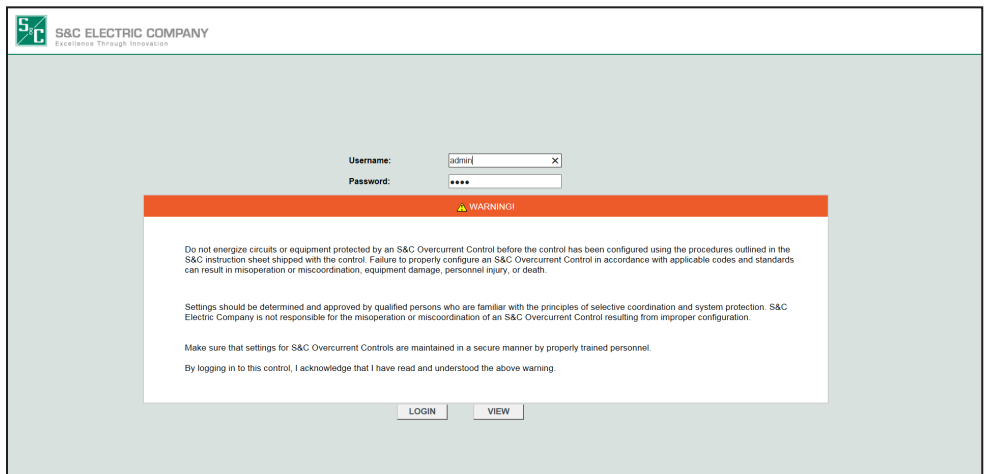 S&C
S&C ELECTRIC COMPANY
Excellence Through Innovation
Username: admin
Password: ••••
WARNING!
Do not energize circuits or equipment protected by an S&C Overcurrent Control before the control has been configured using the procedures outlined in the
S&C instruction sheet shipped with the control. Failure to properly configure an S&C Overcurrent Control in accordance with applicable codes and standards
can result in misoperation or miscoordination, equipment damage, personnel injury, or death.
Settings should be determined and approved by qualified persons who are familiar with the principles of selective coordination and system protection. S&C
Electric Company is not responsible for the misoperation or miscoordination of an S&C Overcurrent Control resulting from improper configuration.
Make sure that settings for S&C Overcurrent Controls are maintained in a secure manner by properly trained personnel.
By logging in to this control, I acknowledge that I have read and understood the above warning.
LOGIN VIEW